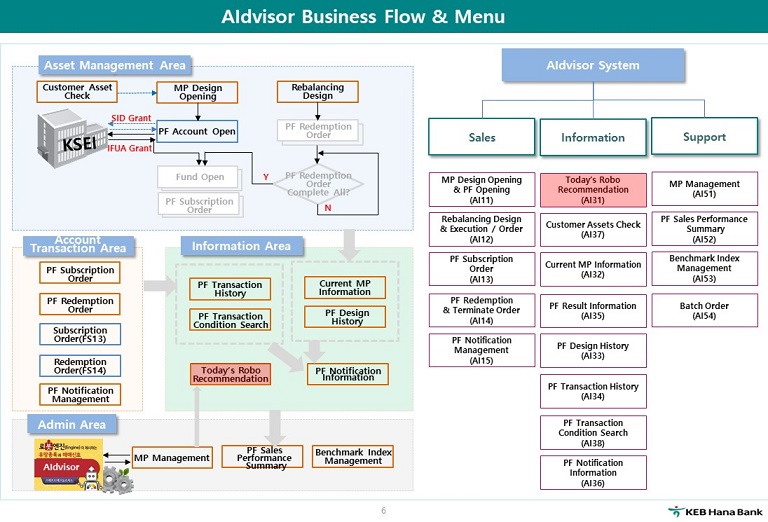 AIdvisor Business Flow & Menu
Asset Management Area
Customer Asset
Check
MP Design
Opening
Rebalancing
Design
SID Grant
KSEI
PF Account Open
PF Redemption
Order
IFUA Grant
Fund Open
Y
PF Redemption
Order
Complete All?
N
PF Subscription
Order
Account
Transaction Area
PF Subscription
Order
PF Redemption
Order
Subscription
Order(FS13)
Redemption
Order(FS14)
PF Notification
Management
Information Area
PF Transaction
History
PF Transaction
Condition Search
Current MP
Information
PF Design
History
Today's Robo
Recommendation
PF Notification
Information
Admin Area
AIdvisor
MP Management
PF Sales
Performance
Summary
Benchmark Index
Management
AIdvisor System
Sales
Information
Support
MP Design Opening
& PF Opening
(AI11)
Rebalancing Design
& Execution / Order
(AI12)
PF Subscription
Order
(AI13)
PF Redemption
& Terminate Order
(AI14)
PF Notification
Management
(AI15)
Today's Robo
Recommendation
(AI31)
Customer Assets Check
(AI37)
Current MP Information
(AI32)
PF Result Information
(AI35)
PF Design History
(AI33)
PF Transaction History
(AI34)
PF Transaction
Condition Search
(AI38)
PF Notification
Information
(AI36)
MP Management
(AI51)
PF Sales Performance
Summary
(AI52)
Benchmark Index
Management
(AI53)
Batch Order
(AI54)
6
KEB Hana Bank